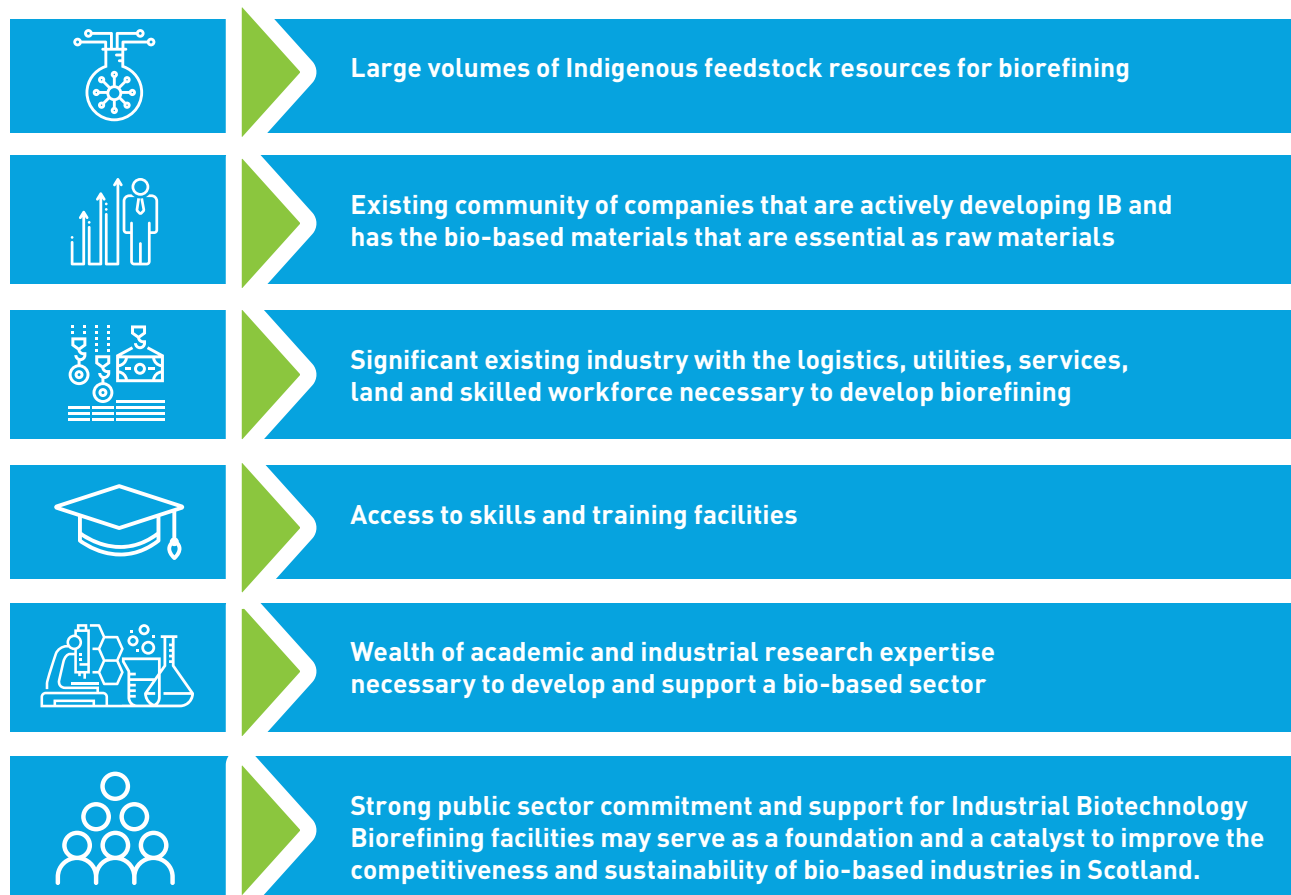 Large volumes of Indigenous feedstock resources for biorefining
Existing community of companies that are actively developing IB and
has the bio-based materials that are essential as raw materials
Significant existing industry with the logistics, utilities, services,
land and skilled workforce necessary to develop biorefining
Access to skills and training facilities
Wealth of academic and industrial research expertise
necessary to develop and support a bio-based sector
Strong public sector commitment and support for Industrial Biotechnology
Biorefining facilities may serve as a foundation and a catalyst to improve the
competitiveness and sustainability of bio-based industries in Scotland.